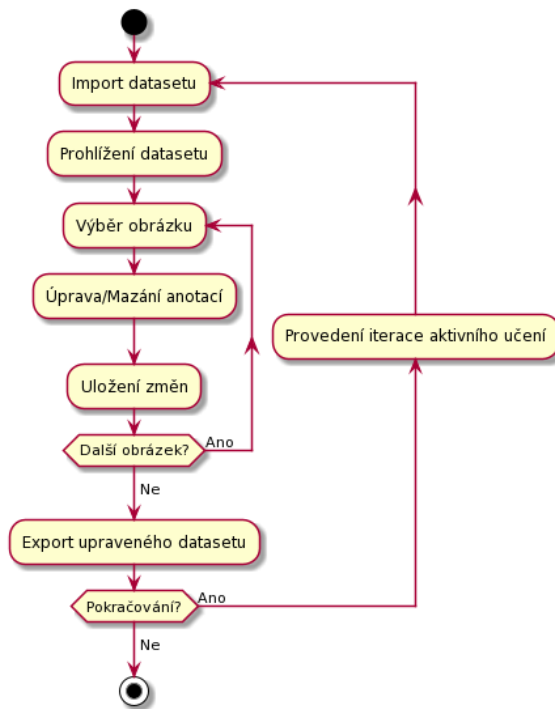 Import datasetu
Prohlížení datasetu
Výběr obrázku
Úprava/Mazání anotací
Provedení iterace aktivního učení
Uložení změn
Další obrázek?
Ano
Ne
Export upraveného datasetu
Pokračování?
Ano
Ne